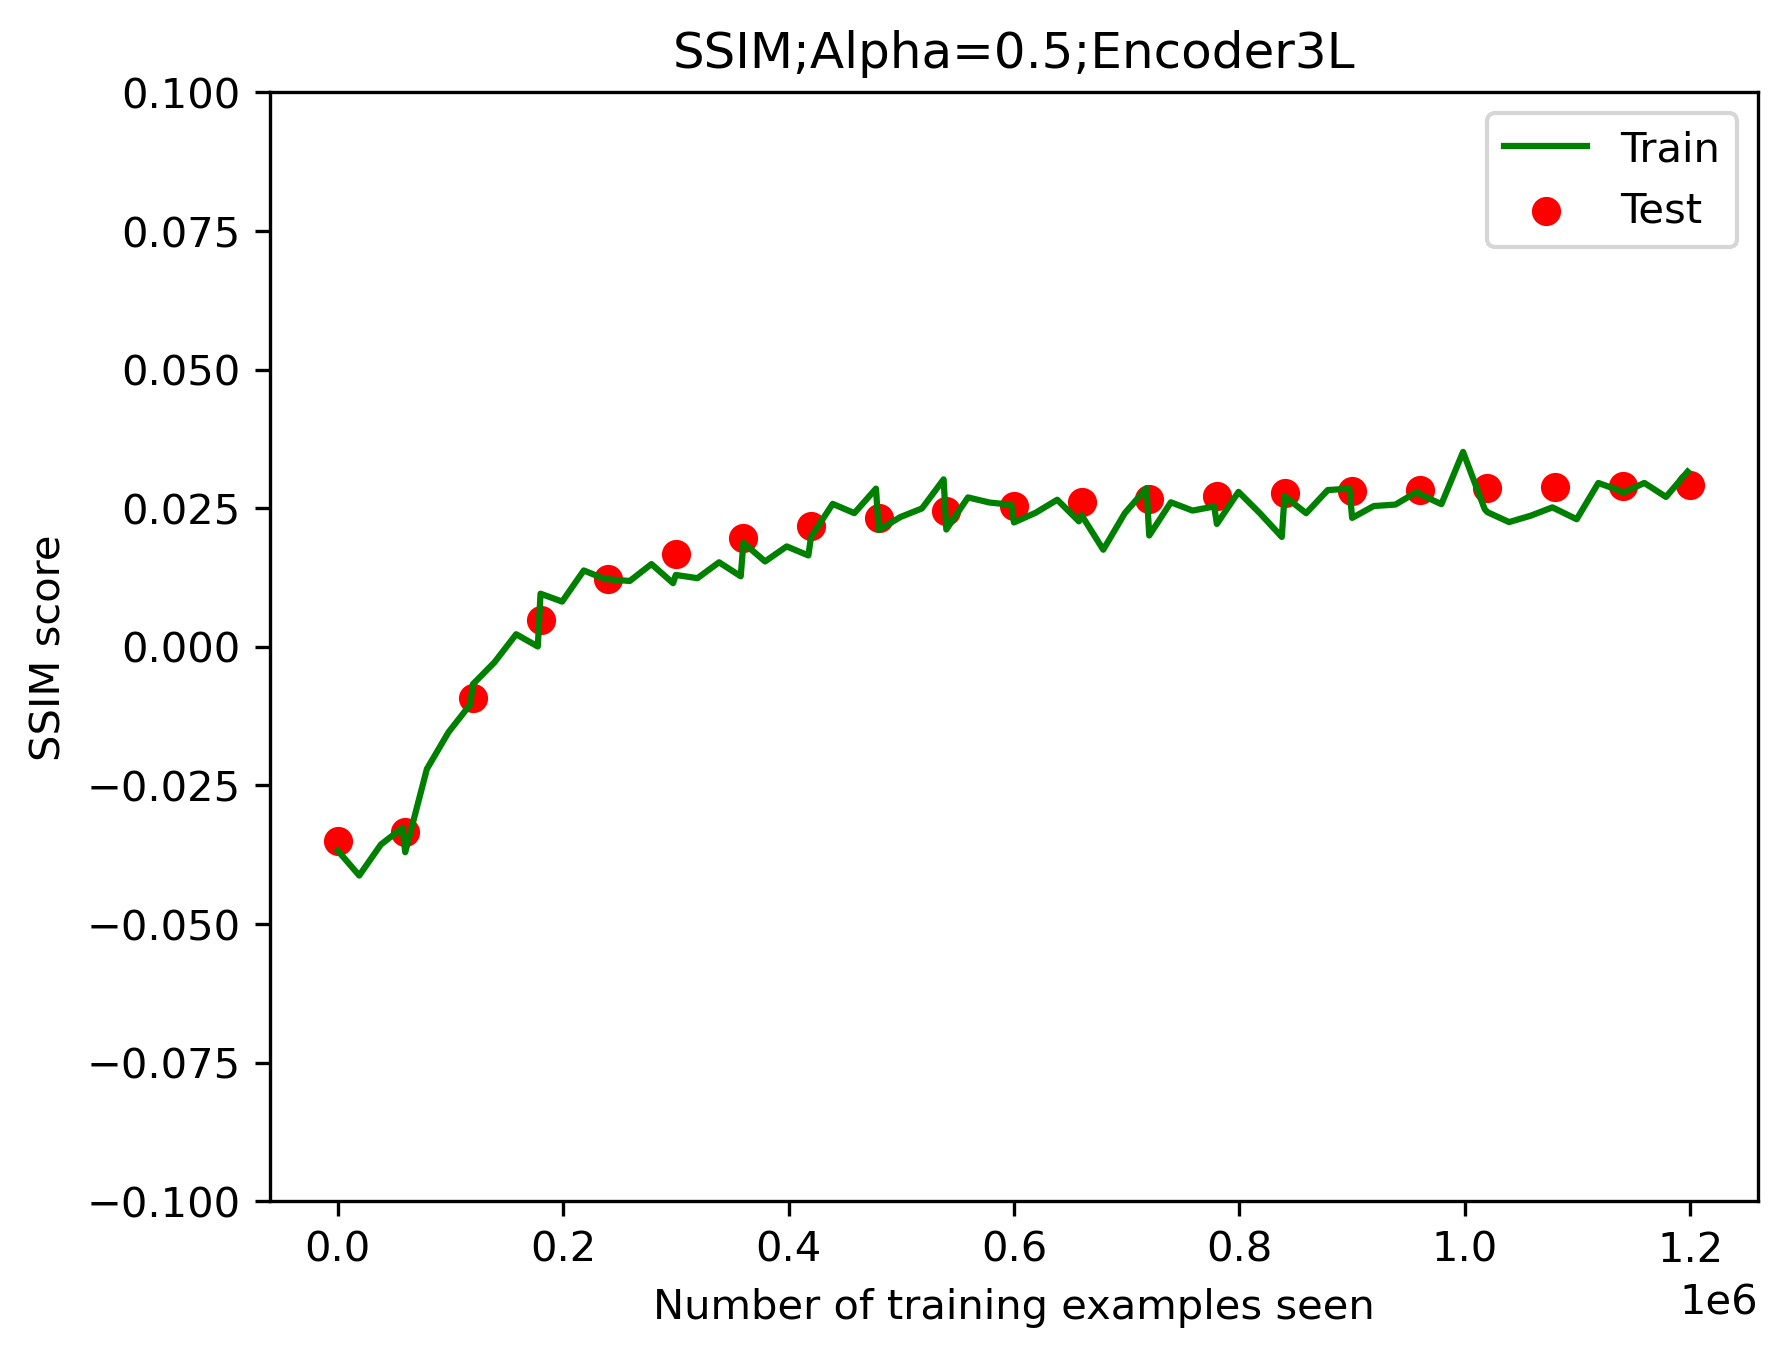 SSIM;Alpha=0.5;Encoder3L
0.100
0.075
0.050
0.025
0.000
−0.025
−0.050
−0.075
−0.100
SSIM score
Train
Test
0.0 0.2 0.4 0.6 0.8 1.0 1.2
1e6
Number of training examples seen